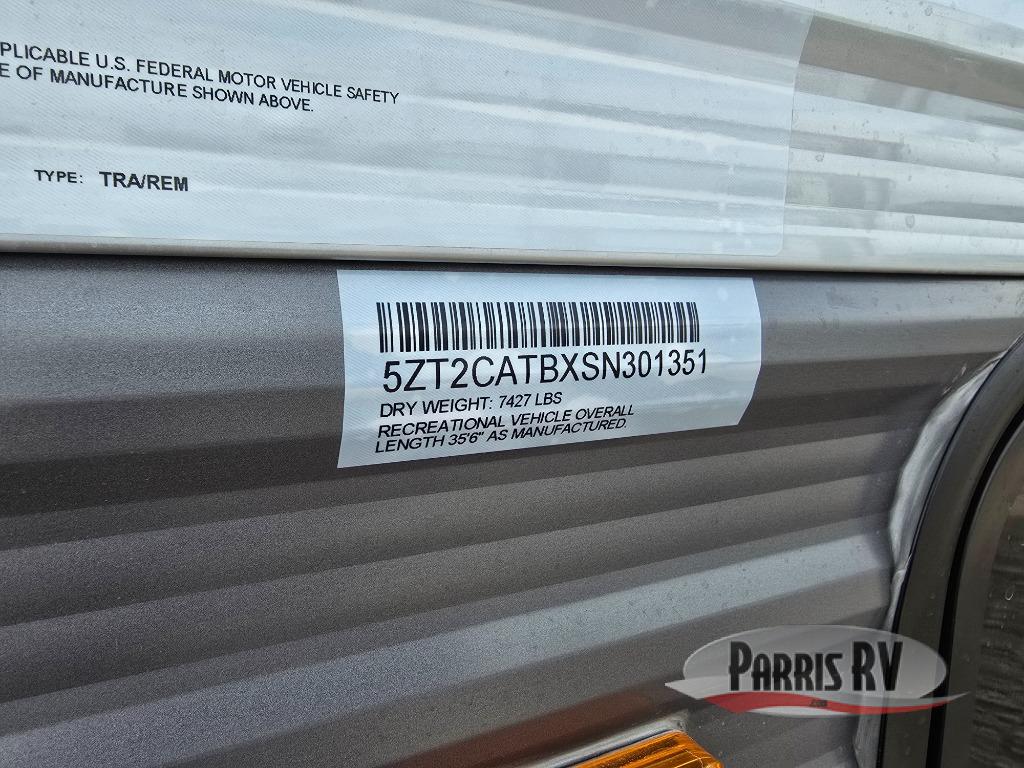 PLICABLE U.S. FEDERAL MOTOR VEHICLE SAFETY
E OF MANUFACTURE SHOWN ABOVE.
TYPE: TRA/REM
5ZT2CATBXSN301351
DRY WEIGHT: 7427 LBS
RECREATIONAL VEHICLE OVERALL
LENGTH 35'6" AS MANUFACTURED.
PARRIS RV